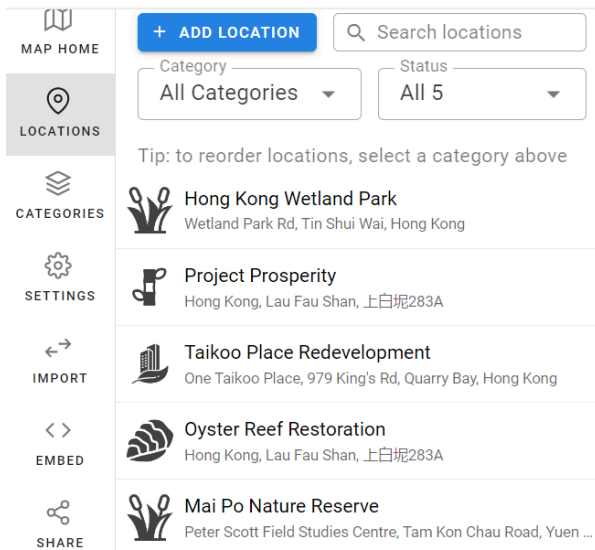 MAP HOME
LOCATIONS
CATEGORIES
SETTINGS
IMPORT
EMBED
SHARE
+ ADD LOCATION
Search locations
Category
All Categories
Status
All 5
Tip: to reorder locations, select a category above
Hong Kong Wetland Park
Wetland Park Rd, Tin Shui Wai, Hong Kong
Project Prosperity
Hong Kong, Lau Fau Shan, 上白坭283A
Taikoo Place Redevelopment
One Taikoo Place, 979 King's Rd, Quarry Bay, Hong Kong
Oyster Reef Restoration
Hong Kong, Lau Fau Shan, 上白坭283A
Mai Po Nature Reserve
Peter Scott Field Studies Centre, Tam Kon Chau Road, Yuen ...